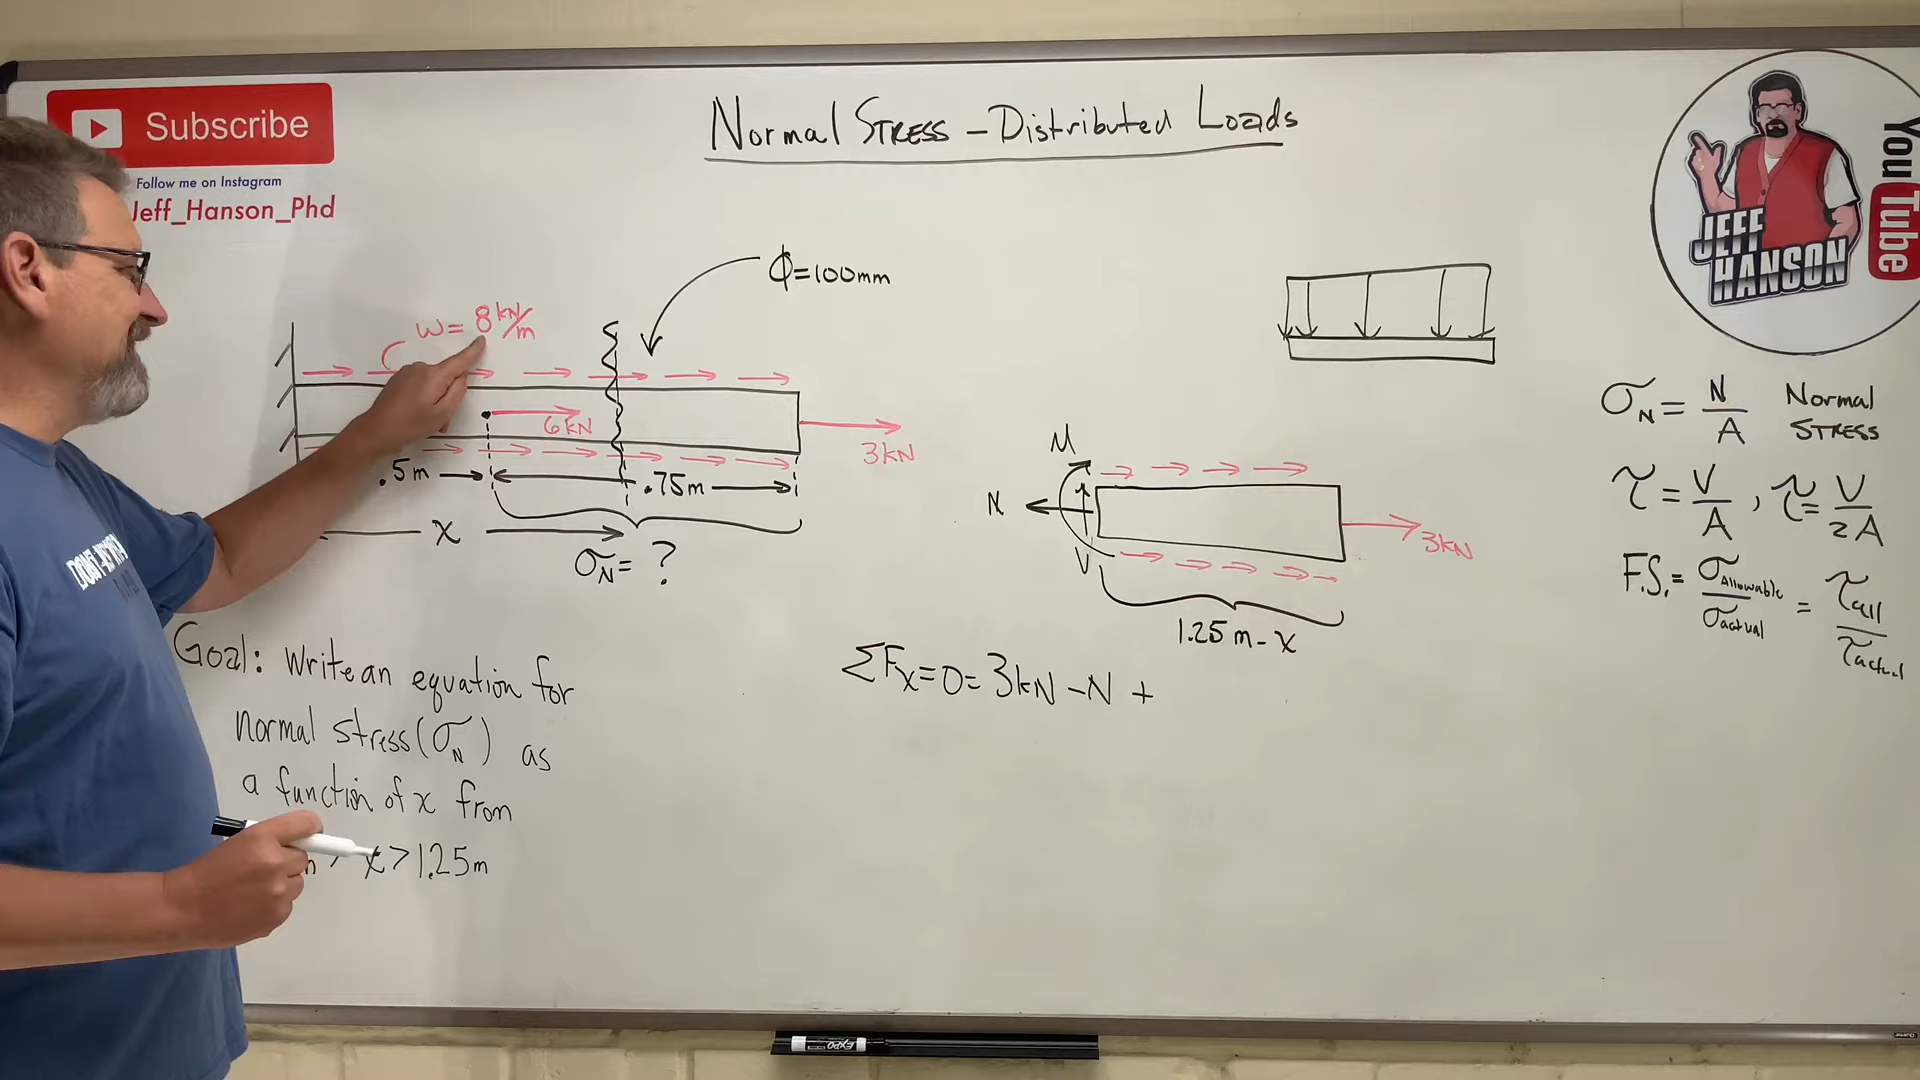 Subscribe
Follow me on Instagram
Jeff_Hanson_Phd
Normal STRESS - Distributed Loads
JEFF
HANSON
YouTube
ϕ=100mm
w= 8 kN/m
6kN
3kN
.5m
.75m
x
σN= ?
Goal: Write an equation for
normal stress (σN) as
a function of x from
x > 1.25m
M
N
V
3kN
1.25m-x
ΣFx=0=3kN-N+
σN= N/A Normal STRESS
τ= V/A , τ= V/2A
F.S.= σAllowable/σactual = τall/τactual
EXPO